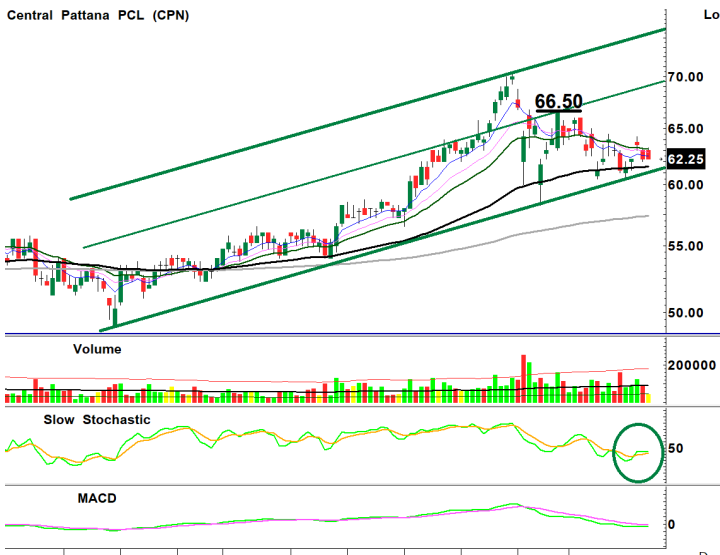 Central Pattana PCL (CPN)
Lo
70.00
66.50
65.00
62.25
60.00
55.00
50.00
Volume
200000
Slow Stochastic
50
MACD
0